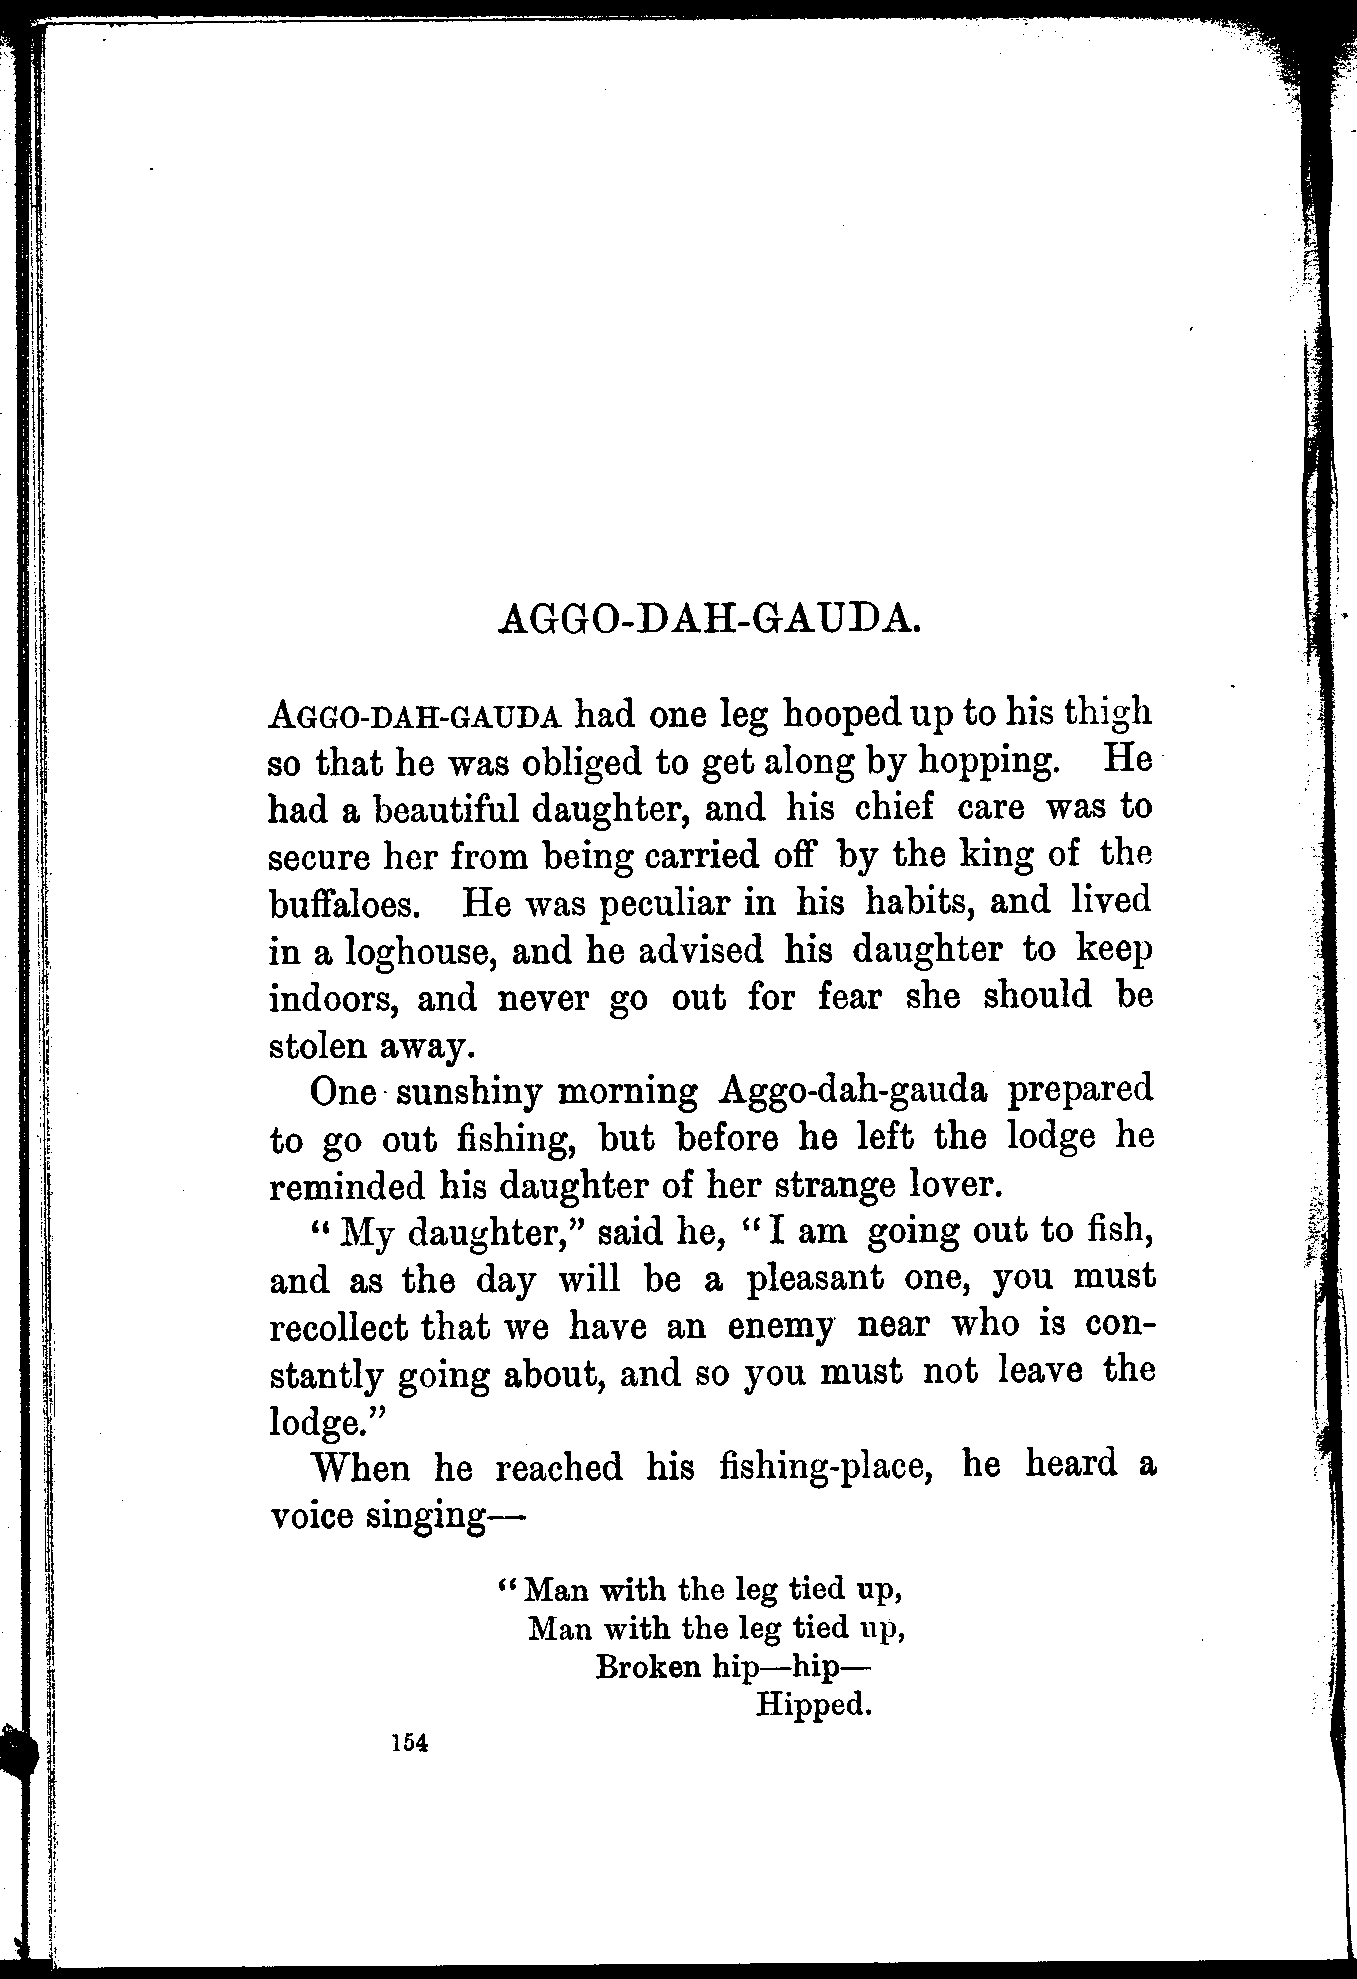 AGGO-DAH-GAUDA.
AGGO-DAH-GAUDA had one leg hooped up to his thigh
so that he was obliged to get along by hopping. He
had a beautiful daughter, and his chief care was to
secure her from being carried off by the king of the
buffaloes. He was peculiar in his habits, and lived
in a loghouse, and he advised his daughter to keep
indoors, and never go out for fear she should be
stolen away.
One sunshiny morning Aggo-dah-gauda prepared
to go out fishing, but before he left the lodge he
reminded his daughter of her strange lover.
“My daughter,” said he, “I am going out to fish,
and as the day will be a pleasant one, you must
recollect that we have an enemy near who is con-
stantly going about, and so you must not leave the
lodge.”
When he reached his fishing-place, he heard a
voice singing—
“Man with the leg tied up,
Man with the leg tied up,
Broken hip—hip—
Hipped.
154